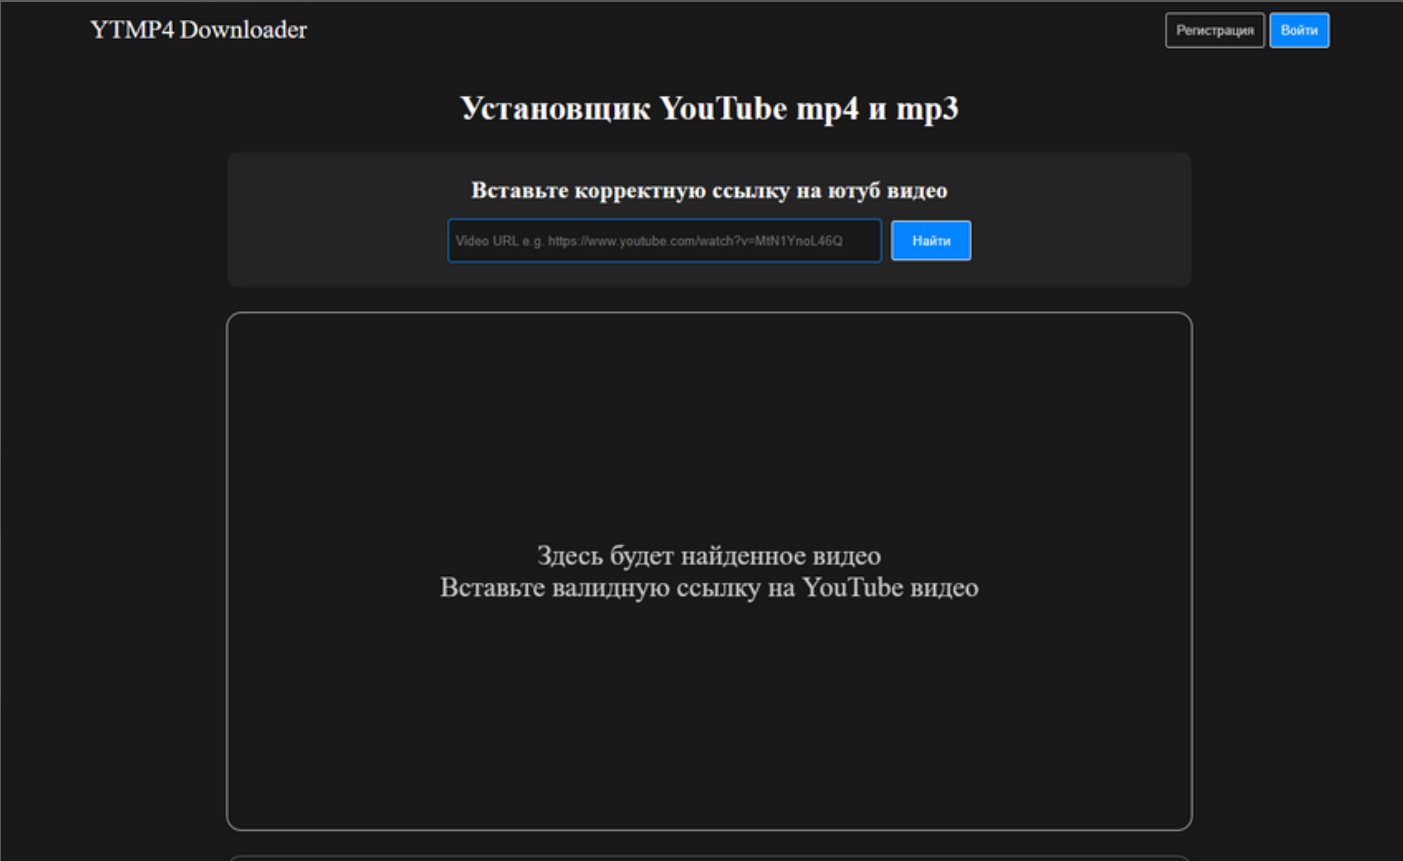 YTMP4 Downloader
Регистрация
Войти
Установщик YouTube mp4 и mp3
Вставьте корректную ссылку на ютуб видео
Video URL e.g. https://www.youtube.com/watch?v=MtN1YnoL46Q
Найти
Здесь будет найденное видео
Вставьте валидную ссылку на YouTube видео